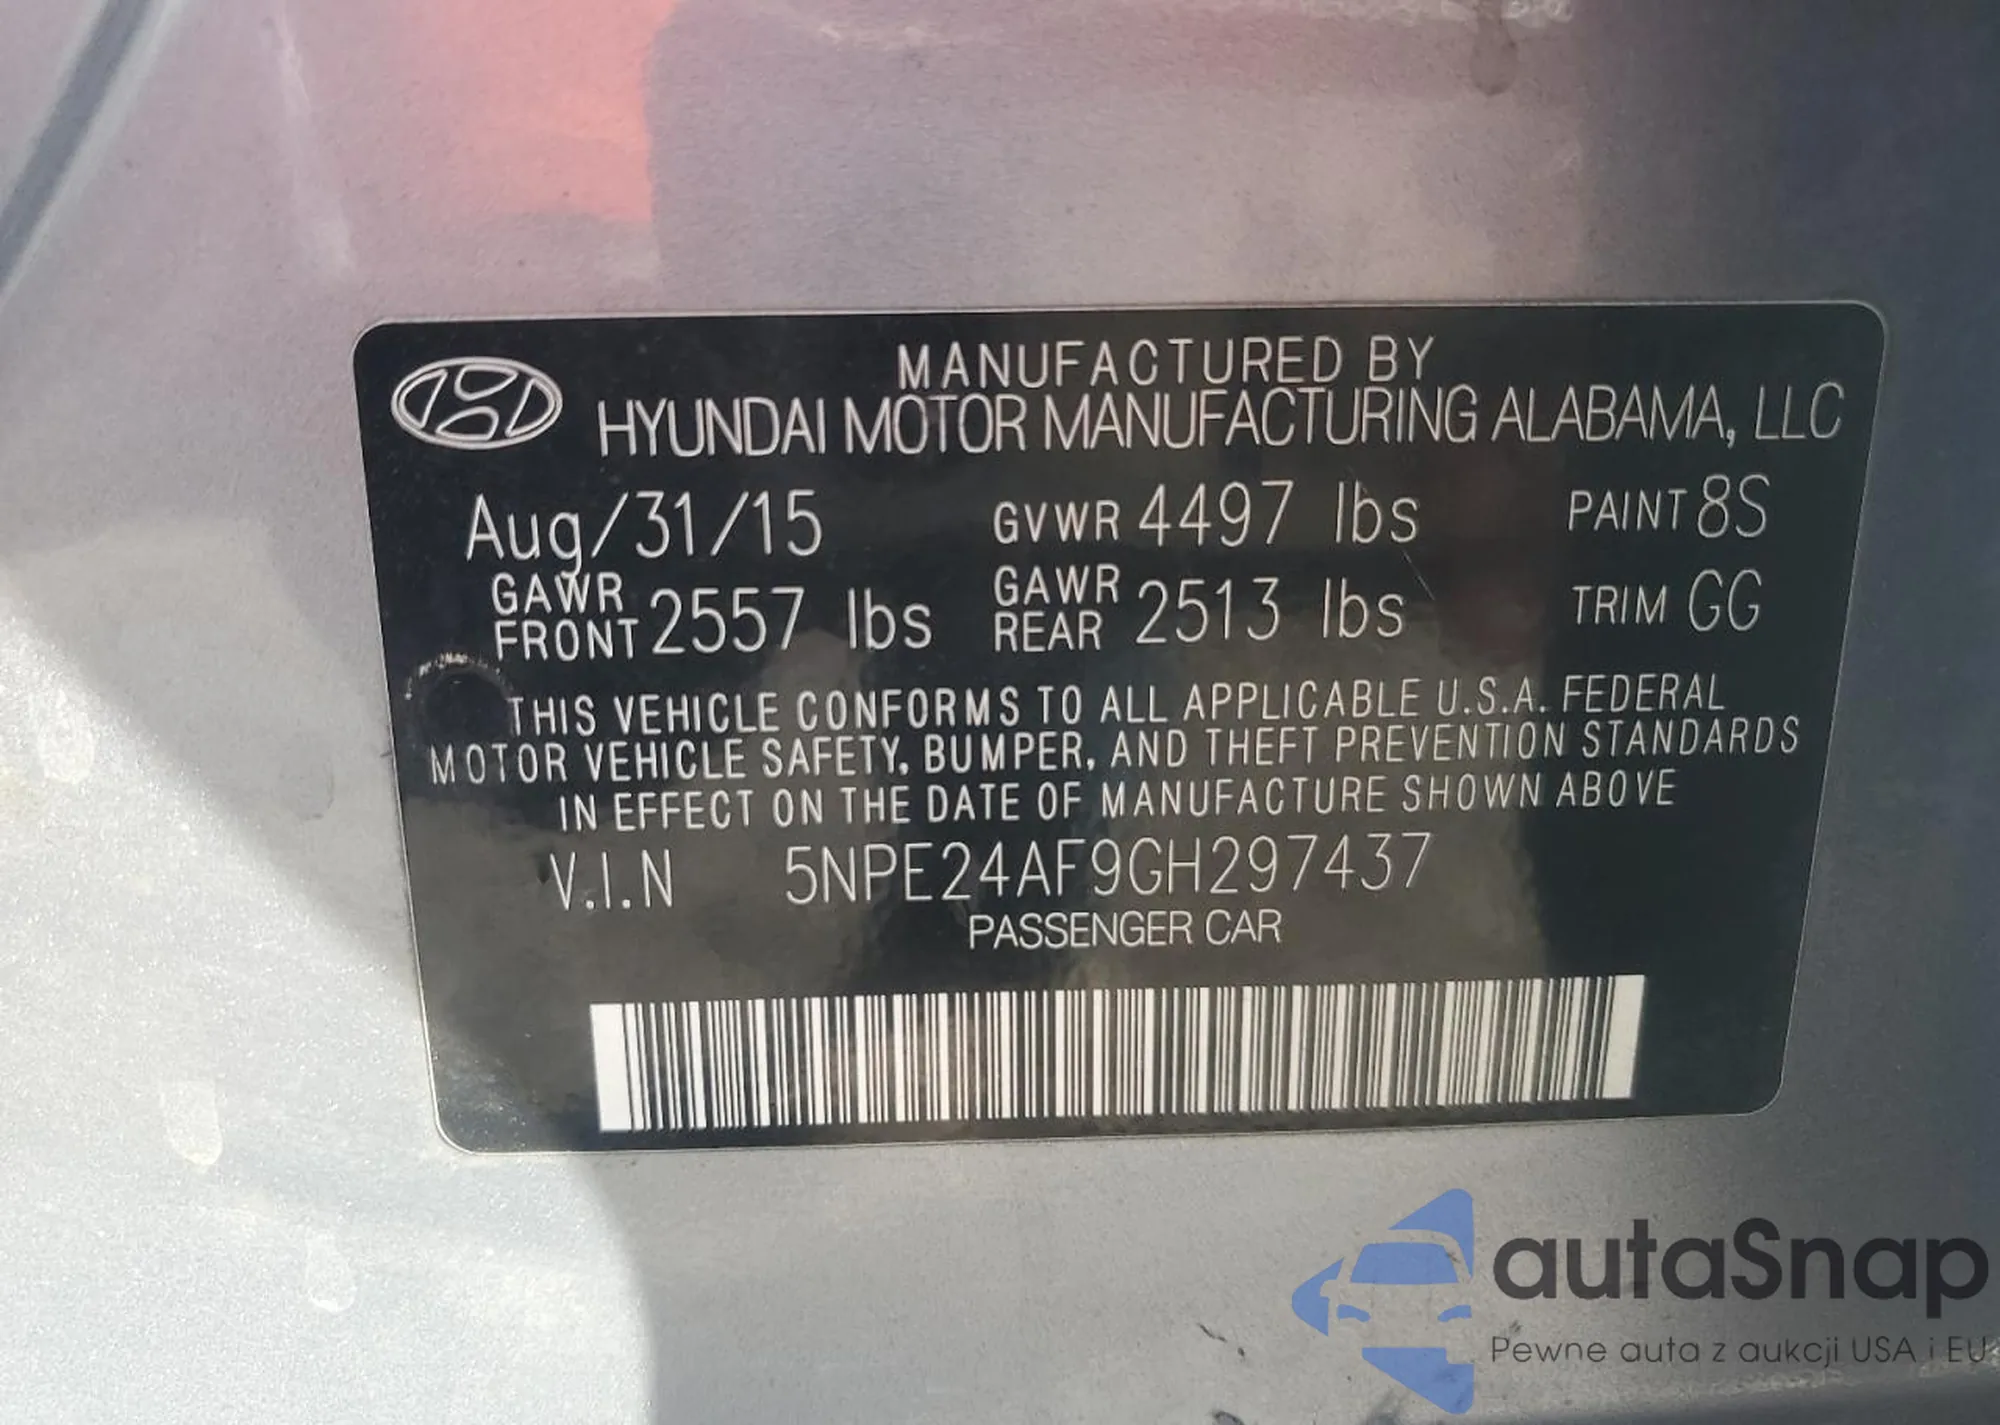 MANUFACTURED BY
HYUNDAI MOTOR MANUFACTURING ALABAMA, LLC
Aug/31/15 GVWR 4497 lbs PAINT 8S
GAWR FRONT 2557 lbs GAWR REAR 2513 lbs TRIM GG
THIS VEHICLE CONFORMS TO ALL APPLICABLE U.S.A. FEDERAL
MOTOR VEHICLE SAFETY, BUMPER, AND THEFT PREVENTION STANDARDS
IN EFFECT ON THE DATE OF MANUFACTURE SHOWN ABOVE
V.I.N 5NPE24AF9GH297437
PASSENGER CAR
autaSnap
Pewne auta z aukcji USA i EU